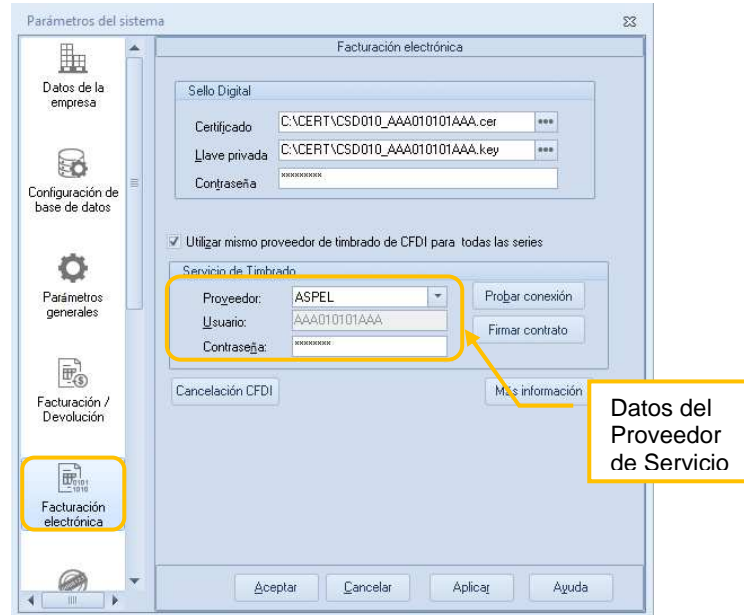 Parámetros del sistema
Facturación electrónica
Datos de la
empresa
Configuración de
base de datos
Parámetros
generales
Facturación /
Devolución
Facturación
electrónica
Sello Digital
Certificado C:\CERT\CSD010_AAA010101AAA.cer
Llave privada C:\CERT\CSD010_AAA010101AAA.key
Contraseña *********
Utilizar mismo proveedor de timbrado de CFDI para todas las series
Servicio de Timbrado
Proveedor: ASPEL Probar conexión
Usuario: AAA010101AAA
Firmar contrato
Contraseña: ********
Cancelación CFDI Más información
Datos del
Proveedor
de Servicio
Aceptar Cancelar Aplicar Ayuda